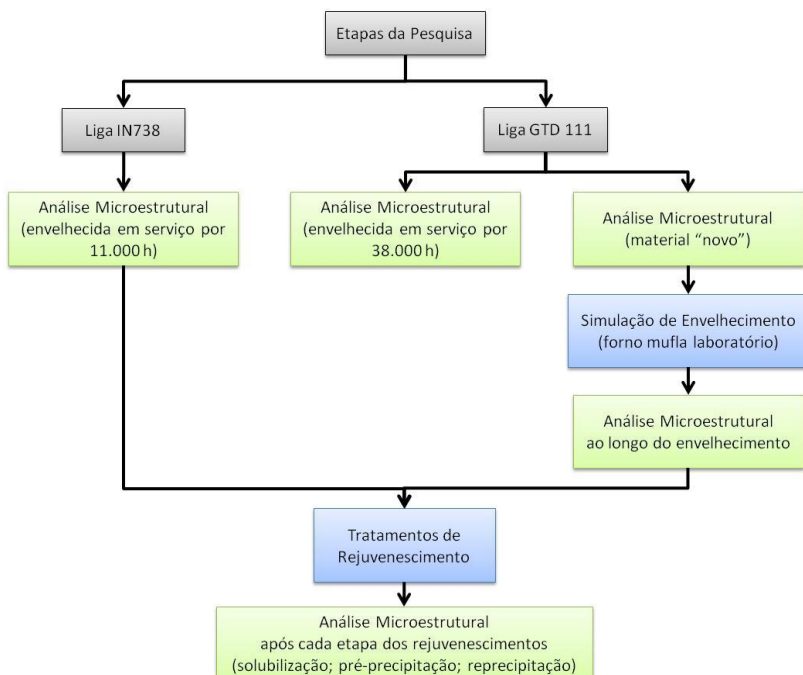 Etapas da Pesquisa
Liga IN738
Liga GTD 111
Análise Microestrutural
(envelhecida em serviço por
11.000 h)
Análise Microestrutural
(envelhecida em serviço por
38.000 h)
Análise Microestrutural
(material “novo”)
Simulação de Envelhecimento
(forno mufla laboratório)
Análise Microestrutural
ao longo do envelhecimento
Tratamentos de
Rejuvenescimento
Análise Microestrutural
após cada etapa dos rejuvenescimentos
(solubilização; pré-precipitação; reprecipitação)